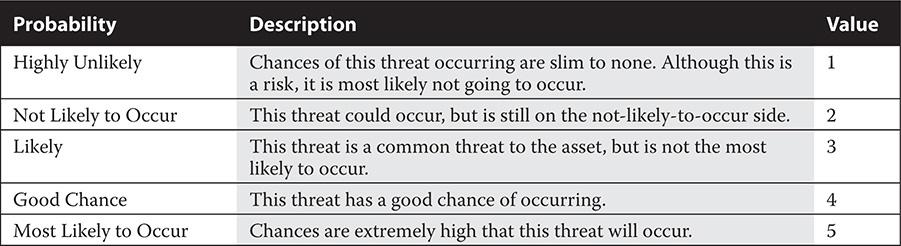 Probability Description Value
Highly Unlikely Chances of this threat occurring are slim to none. Although this is 1
a risk, it is most likely not going to occur.
Not Likely to Occur This threat could occur, but is still on the not-likely-to-occur side. 2
Likely This threat is a common threat to the asset, but is not the most 3
likely to occur.
Good Chance This threat has a good chance of occurring. 4
Most Likely to Occur Chances are extremely high that this threat will occur. 5